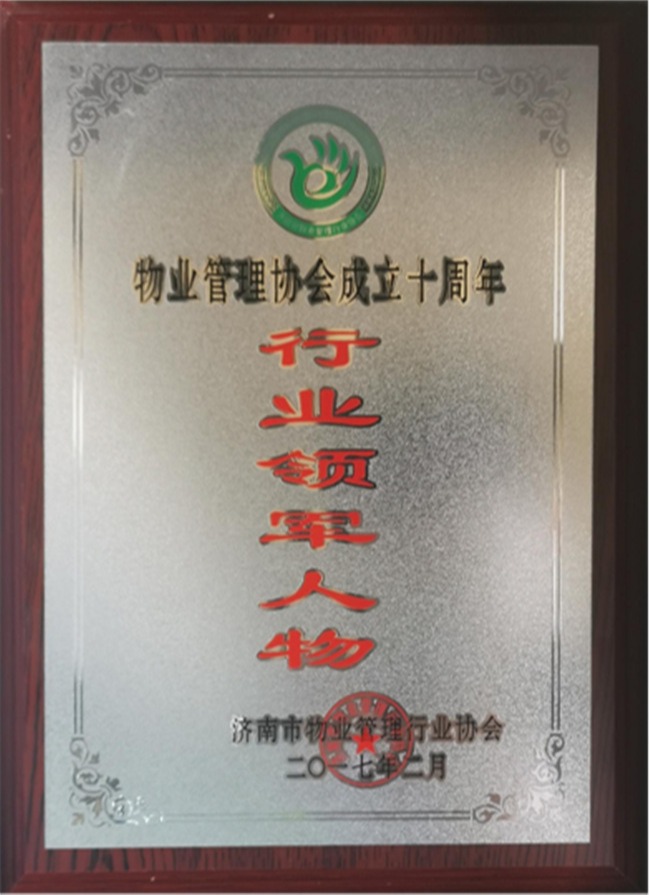 物业管理协会成立十周年
行业领军人物
济南市物业管理行业协会
二〇一七年二月